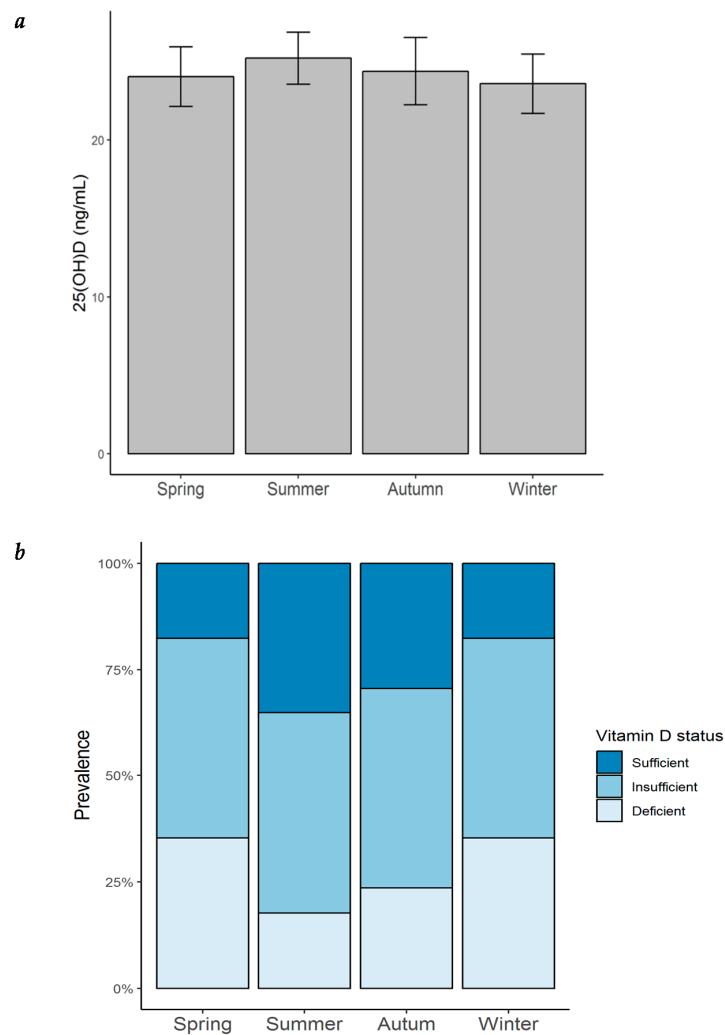 a
25(OH)D (ng/mL)
20
10
0
Spring Summer Autumn Winter
b
Prevalence
100%
75%
50%
25%
0%
Vitamin D status
Sufficient
Insufficient
Deficient
Spring Summer Autum Winter